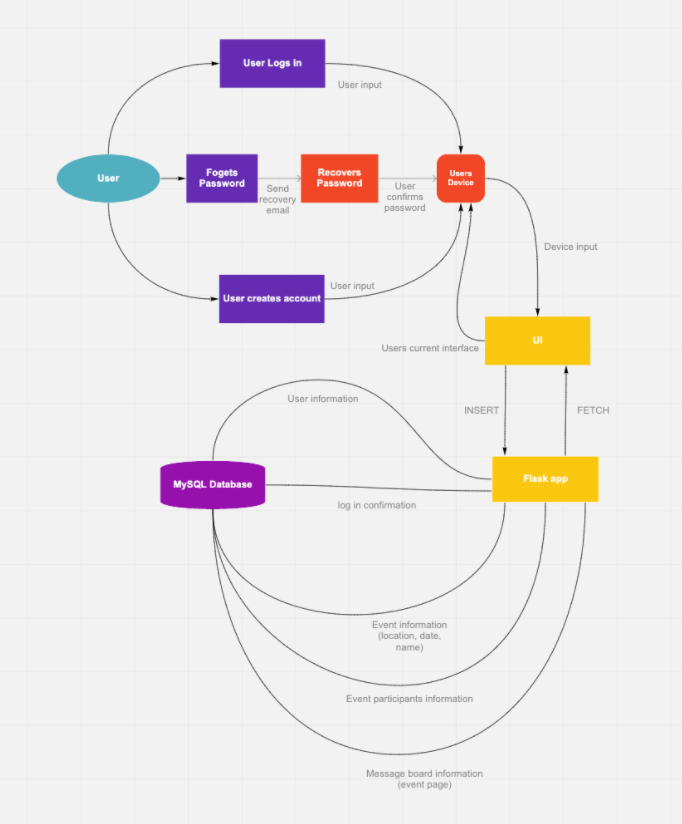 User Logs In
User input
User
Fogets
Password
Send
recovery
email
Recovers
Password
User
confirms
password
Users
Device
Device input
User input
User creates account
UI
Users current interface
INSERT
FETCH
User information
MySQL Database
Flask app
log in confirmation
Event information
(location, date,
name)
Event participants information
Message board information
(event page)